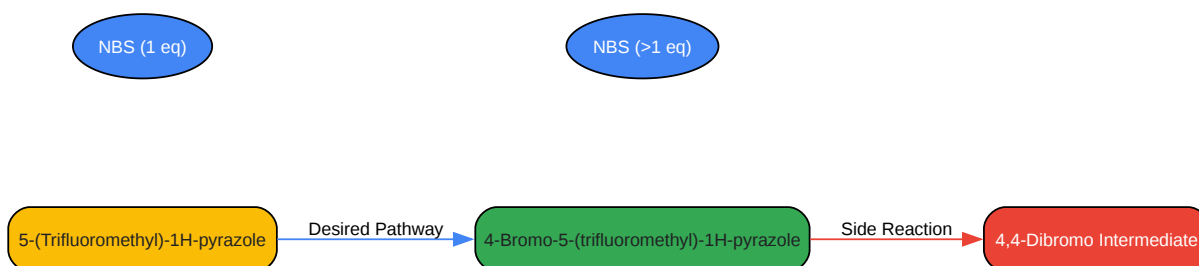 NBS (1 eq)
NBS (>1 eq)
5-(Trifluoromethyl)-1H-pyrazole
Desired Pathway
4-Bromo-5-(trifluoromethyl)-1H-pyrazole
Side Reaction
4,4-Dibromo Intermediate